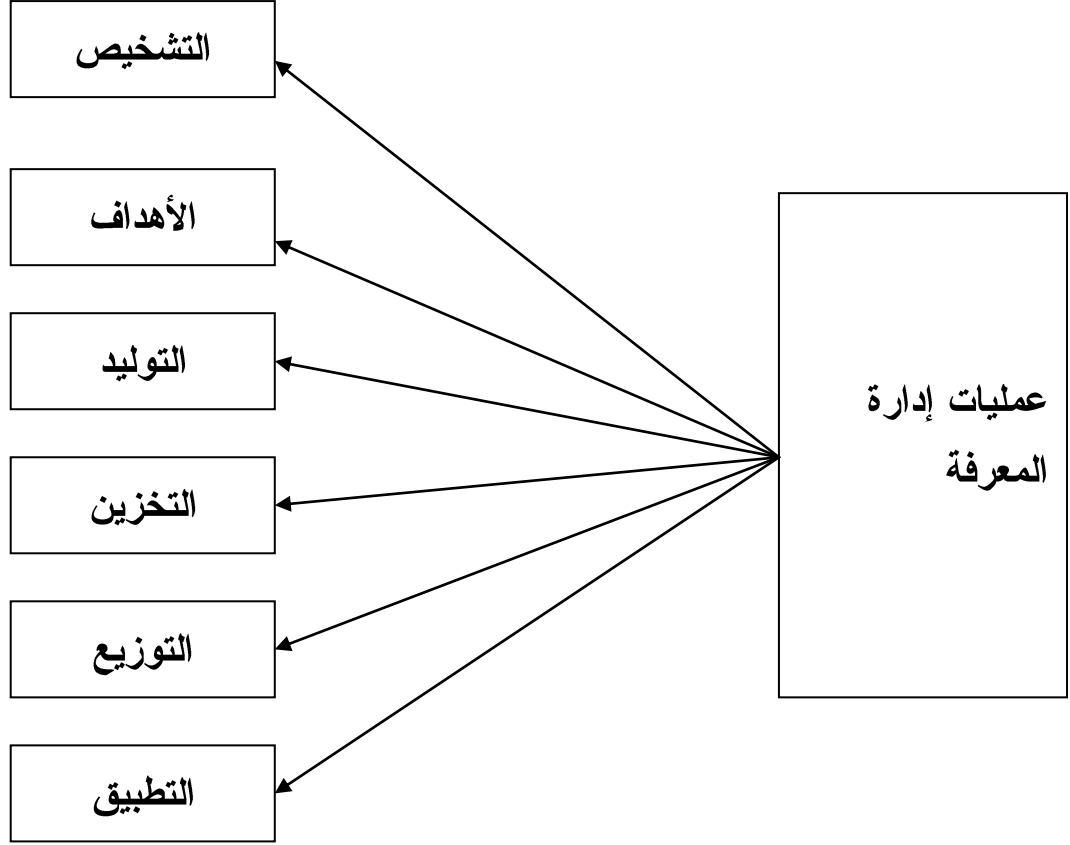 عمليات إدارة
المعرفة
التشخيص
الأهداف
التوليد
التخزين
التوزيع
التطبيق